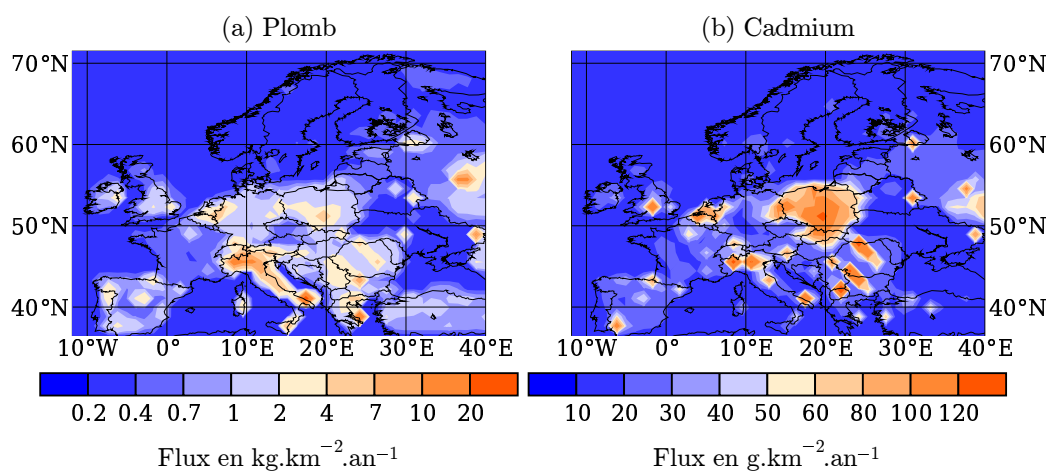 (a) Plomb
(b) Cadmium
70°N
60°N
50°N
40°N
10°W 0° 10°E 20°E 30°E 40°E
70°N
60°N
50°N
40°N
10°W 0° 10°E 20°E 30°E 40°E
0.2 0.4 0.7 1 2 4 7 10 20
10 20 30 40 50 60 80 100 120
Flux en kg.km⁻².an⁻¹
Flux en g.km⁻².an⁻¹